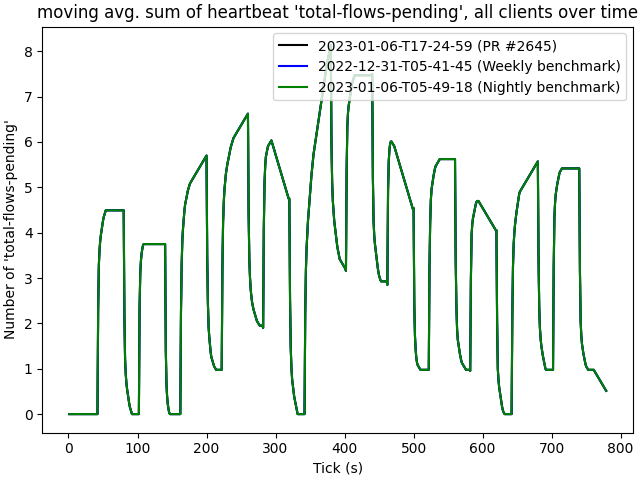 moving avg. sum of heartbeat 'total-flows-pending', all clients over time
2023-01-06-T17-24-59 (PR #2645)
2022-12-31-T05-41-45 (Weekly benchmark)
2023-01-06-T05-49-18 (Nightly benchmark)
Number of 'total-flows-pending'
8
7
6
5
4
3
2
1
0
0 100 200 300 400 500 600 700 800
Tick (s)